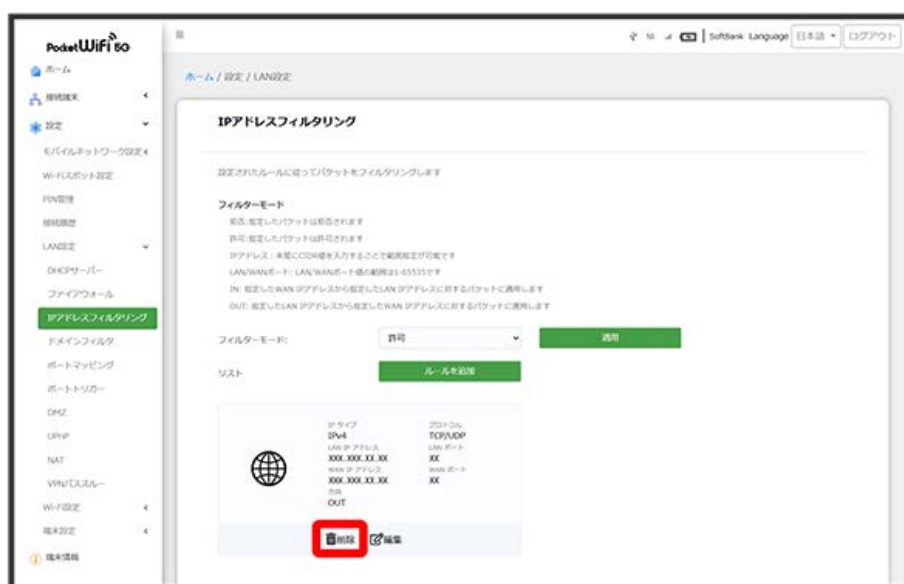 PocketWiFi 5G
SoftBank Language 日本語 ログアウト
ホーム
接続端末
設定
モバイルネットワーク設定
Wi-Fiスポット設定
PIN管理
接続履歴
LAN設定
DHCPサーバー
ファイアウォール
IPアドレスフィルタリング
ドメインフィルタ
ポートマッピング
ポートトリガー
DMZ
UPnP
NAT
VPNパススルー
Wi-Fi設定
端末設定
端末情報
ホーム / 設定 / LAN設定
IPアドレスフィルタリング
設定されたルールに従ってパケットをフィルタリングします
フィルターモード
拒否:指定したパケットは拒否されます
許可:指定したパケットは許可されます
IPアドレス：末尾にCIDR値を入力することで範囲指定が可能です
LAN/WANポート: LAN/WANポート値の範囲は1-65535です
IN: 指定したWAN IPアドレスから指定したLAN IPアドレスに対するパケットに適用します
OUT: 指定したLAN IPアドレスから指定したWAN IPアドレスに対するパケットに適用します
フィルターモード: 許可 適用
リスト ルールを追加
IP タイプ プロトコル
IPv4 TCP/UDP
LAN IP アドレス LAN ポート
XXX.XXX.XX.XX XX
WAN IP アドレス WAN ポート
XXX.XXX.XX.XX XX
方向
OUT
削除 編集